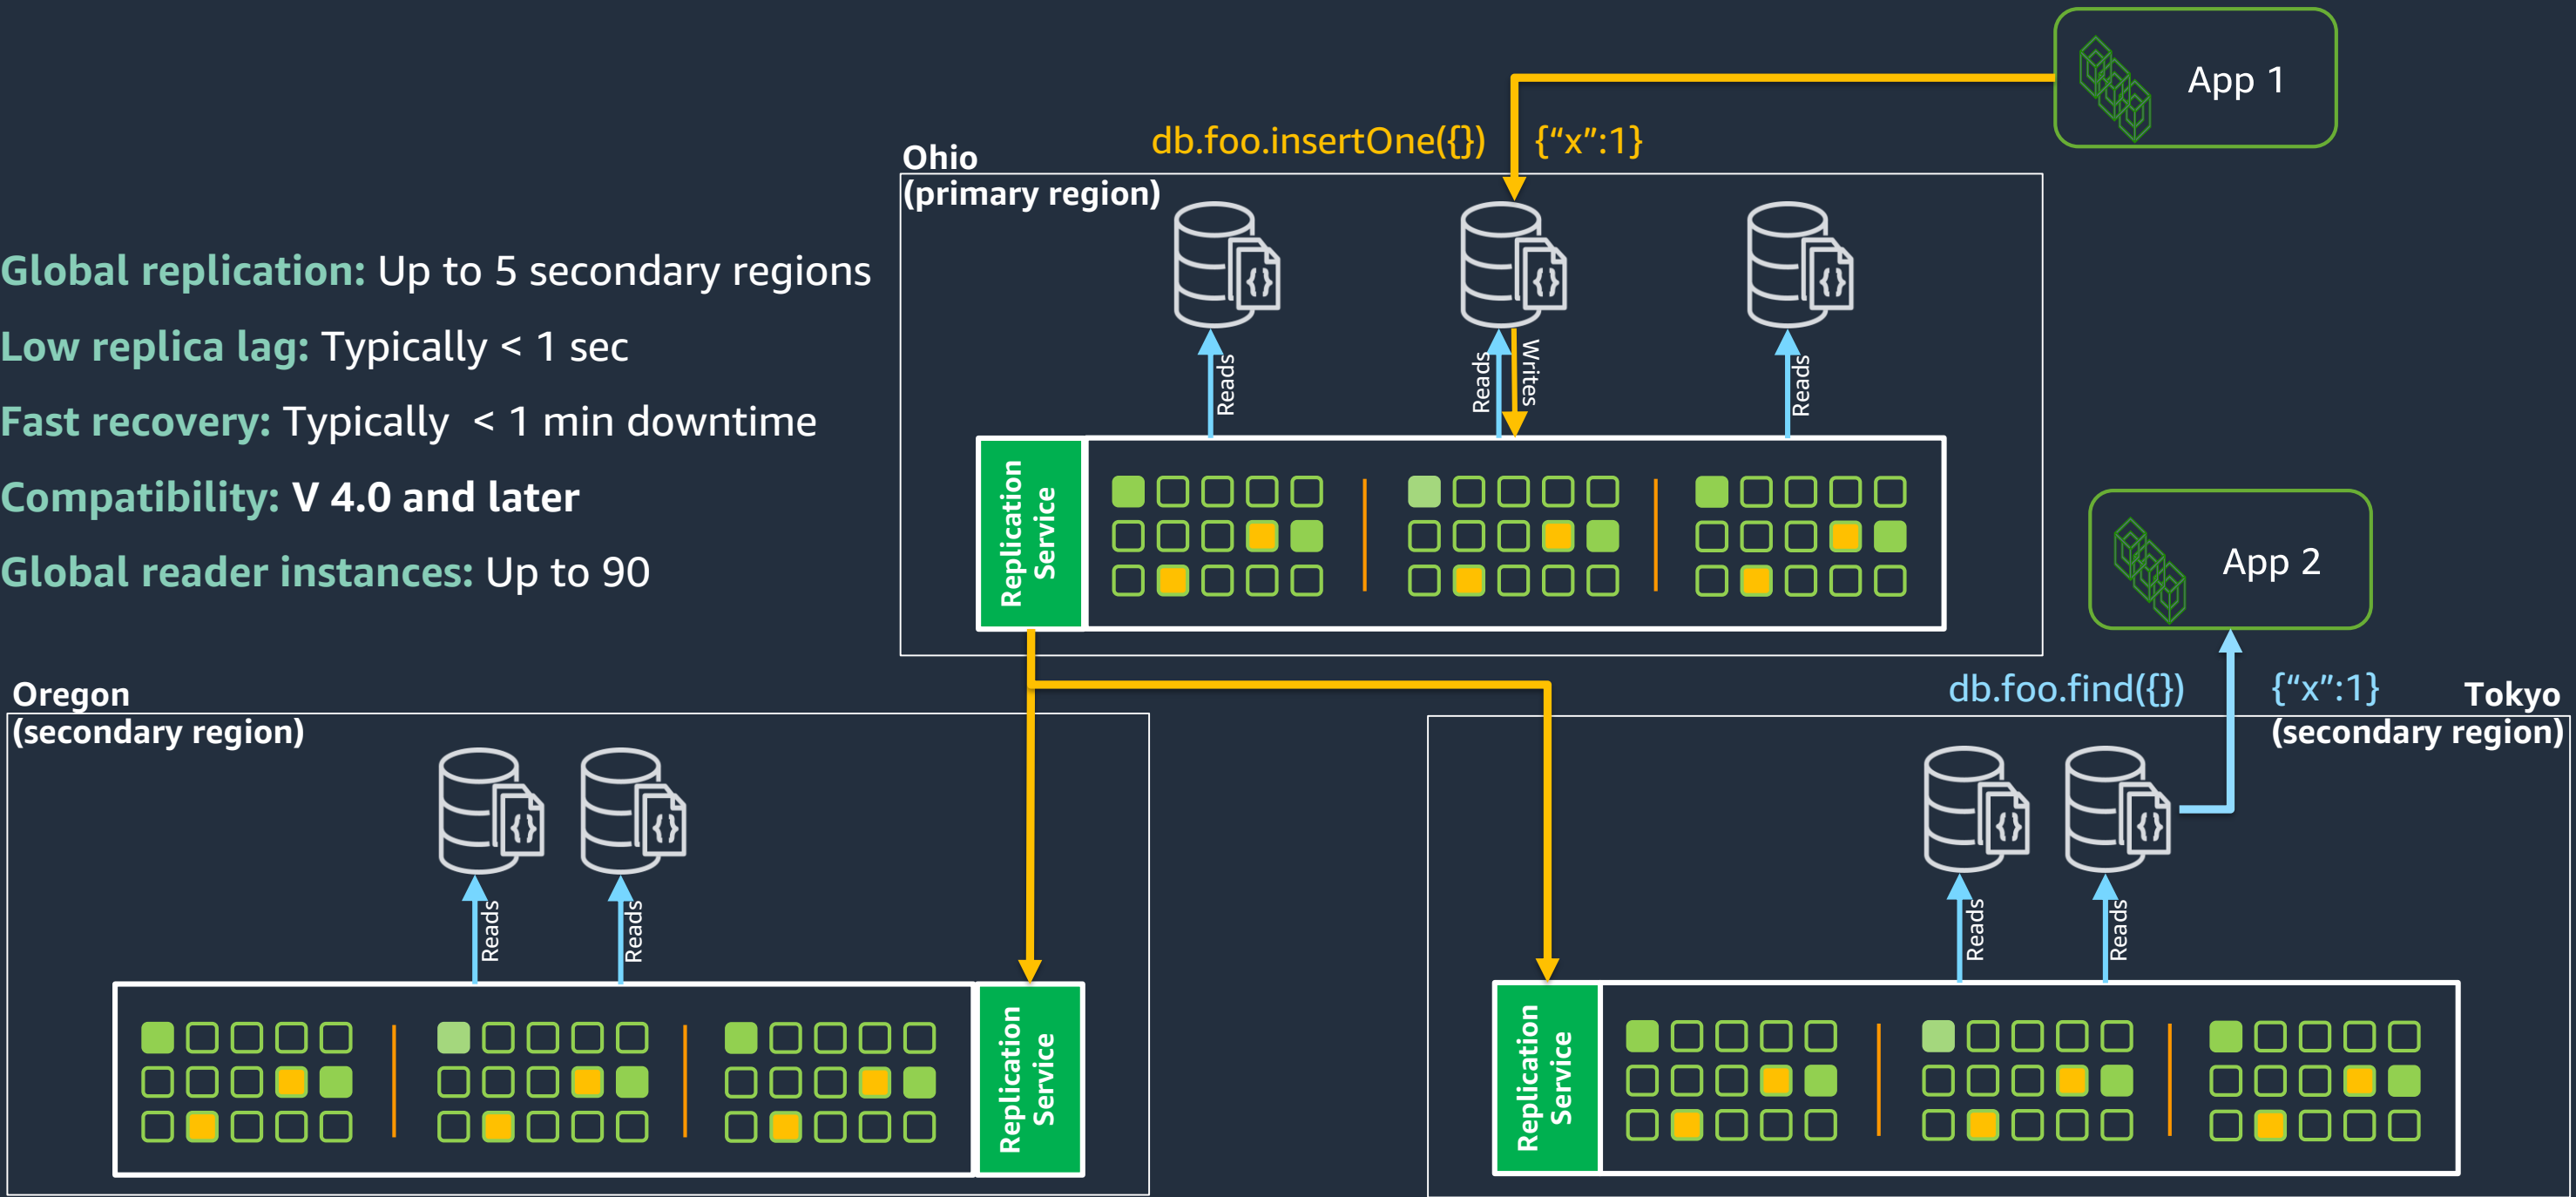 App 1
db.foo.insertOne({}) {“x”:1}
Ohio
(primary region)
Global replication: Up to 5 secondary regions
Low replica lag: Typically < 1 sec
Fast recovery: Typically < 1 min downtime
Compatibility: V 4.0 and later
Global reader instances: Up to 90
Reads
Reads
Writes
Reads
Replication
Service
App 2
db.foo.find({}) {“x”:1}
Oregon
(secondary region)
Reads
Reads
Replication
Service
Tokyo
(secondary region)
Reads
Reads
Replication
Service